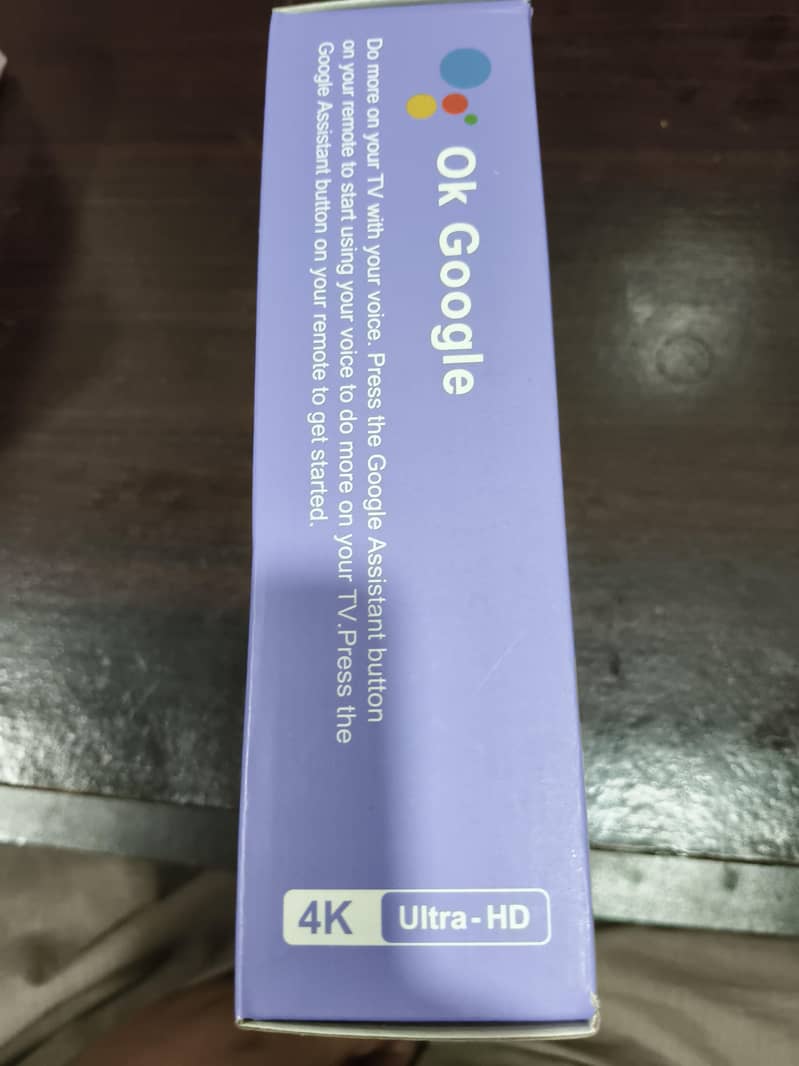 Ok Google
Do more on your TV with your voice. Press the Google Assistant button
on your remote to start using your voice to do more on your TV.Press the
Google Assistant button on your remote to get started.
4K Ultra-HD